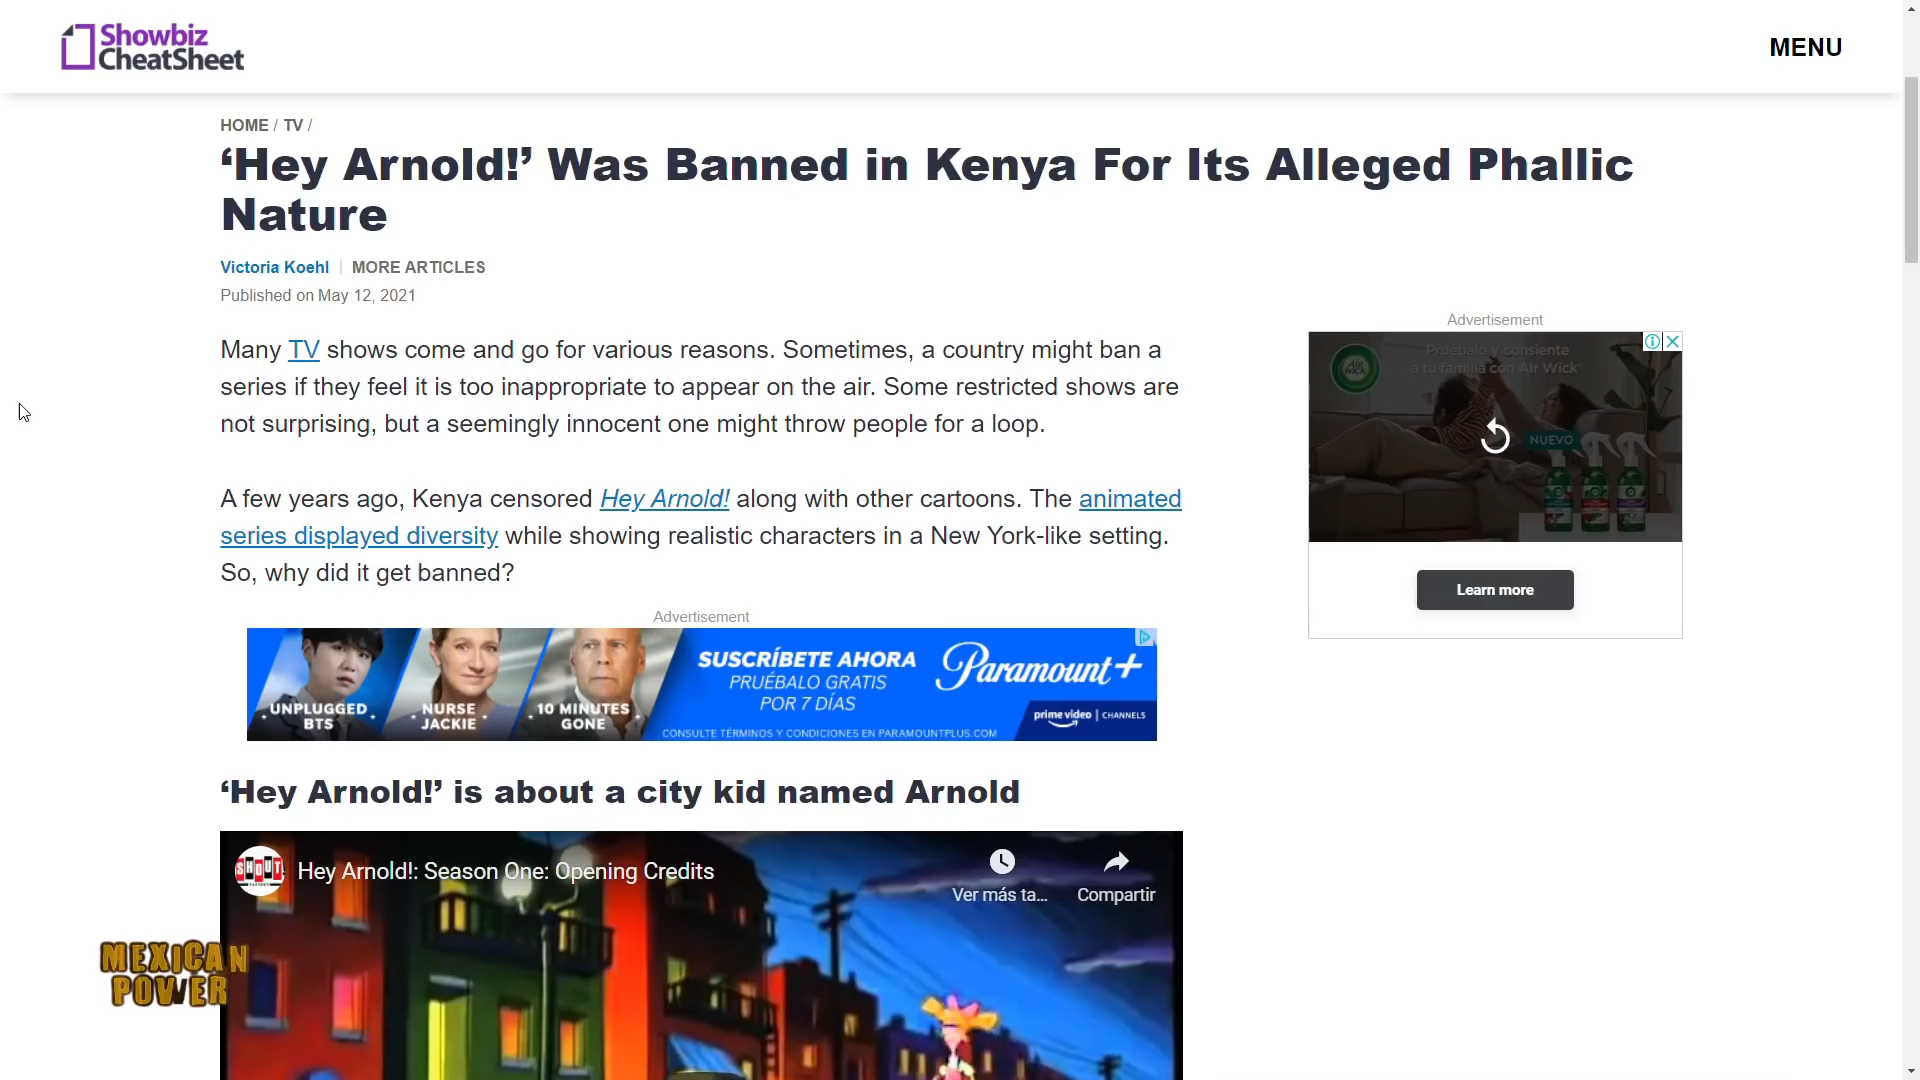 Showbiz
CheatSheet
MENU
HOME / TV /
‘Hey Arnold!’ Was Banned in Kenya For Its Alleged Phallic
Nature
Victoria Koehl | MORE ARTICLES
Published on May 12, 2021
Many TV shows come and go for various reasons. Sometimes, a country might ban a
series if they feel it is too inappropriate to appear on the air. Some restricted shows are
not surprising, but a seemingly innocent one might throw people for a loop.
A few years ago, Kenya censored Hey Arnold! along with other cartoons. The animated
series displayed diversity while showing realistic characters in a New York-like setting.
So, why did it get banned?
Advertisement
Pruébalo y consiente
a tu familia con Air Wick
AIR
WICK
NUEVO
Learn more
Advertisement
UNPLUGGED
BTS
NURSE
JACKIE
10 MINUTES
GONE
SUSCRÍBETE AHORA
PRUÉBALO GRATIS
POR 7 DÍAS
Paramount+
prime video | CHANNELS
CONSULTE TÉRMINOS Y CONDICIONES EN PARAMOUNTPLUS.COM
‘Hey Arnold!’ is about a city kid named Arnold
SHOUT
FACTORY
Hey Arnold!: Season One: Opening Credits
Ver más ta...
Compartir
MEXICAN
POWER